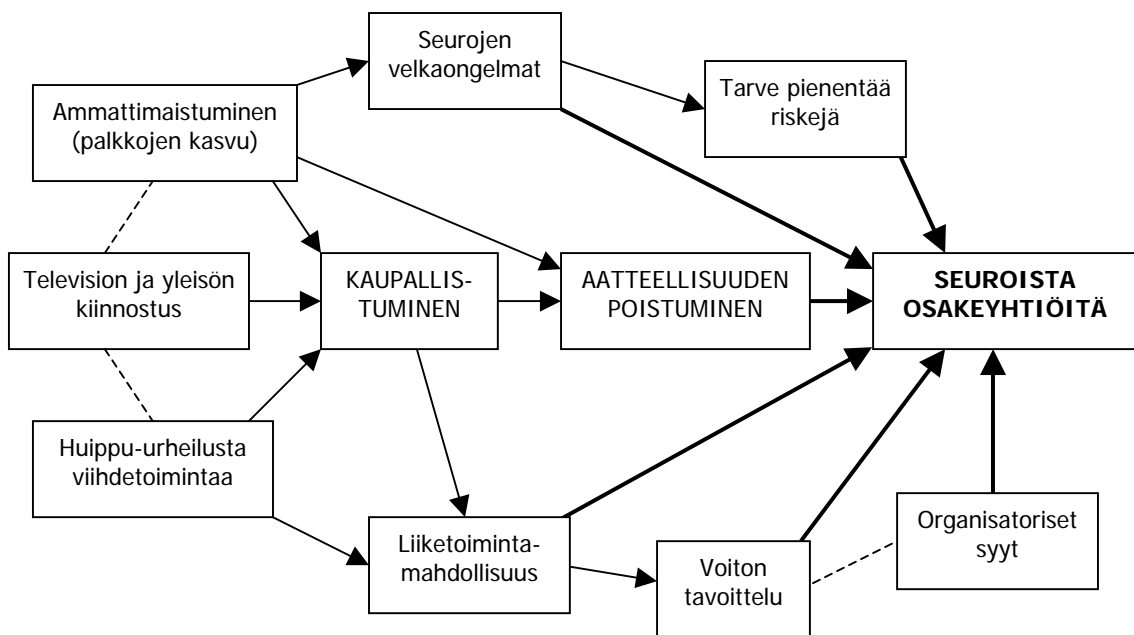 Seurojen
velkaongelmat
Tarve pienentää
riskejä
Ammattimaistuminen
(palkkojen kasvu)
Television ja yleisön
kiinnostus
KAUPALLIS-
TUMINEN
AATTEELLISUUDEN
POISTUMINEN
SEUROISTA
OSAKEYHTIÖITÄ
Huippu-urheilusta
viihdetoimintaa
Liiketoiminta-
mahdollisuus
Voiton
tavoittelu
Organisatoriset
syyt